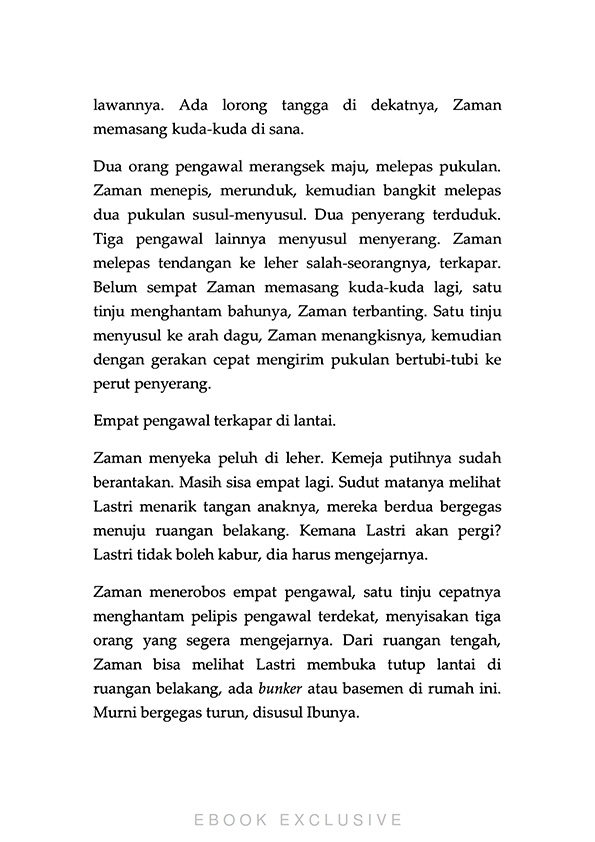 lawannya. Ada lorong tangga di dekatnya, Zaman
memasang kuda-kuda di sana.
Dua orang pengawal merangsek maju, melepas pukulan.
Zaman menepis, merunduk, kemudian bangkit melepas
dua pukulan susul-menyusul. Dua penyerang terduduk.
Tiga pengawal lainnya menyusul menyerang. Zaman
melepas tendangan ke leher salah-seorangnya, terkapar.
Belum sempat Zaman memasang kuda-kuda lagi, satu
tinju menghantam bahunya, Zaman terbanting. Satu tinju
menyusul ke arah dagu, Zaman menangkisnya, kemudian
dengan gerakan cepat mengirim pukulan bertubi-tubi ke
perut penyerang.
Empat pengawal terkapar di lantai.
Zaman menyeka peluh di leher. Kemeja putihnya sudah
berantakan. Masih sisa empat lagi. Sudut matanya melihat
Lastri menarik tangan anaknya, mereka berdua bergegas
menuju ruangan belakang. Kemana Lastri akan pergi?
Lastri tidak boleh kabur, dia harus mengejarnya.
Zaman menerobos empat pengawal, satu tinju cepatnya
menghantam pelipis pengawal terdekat, menyisakan tiga
orang yang segera mengejarnya. Dari ruangan tengah,
Zaman bisa melihat Lastri membuka tutup lantai di
ruangan belakang, ada bunker atau basemen di rumah ini.
Murni bergegas turun, disusul Ibunya.
EBOOK EXCLUSIVE